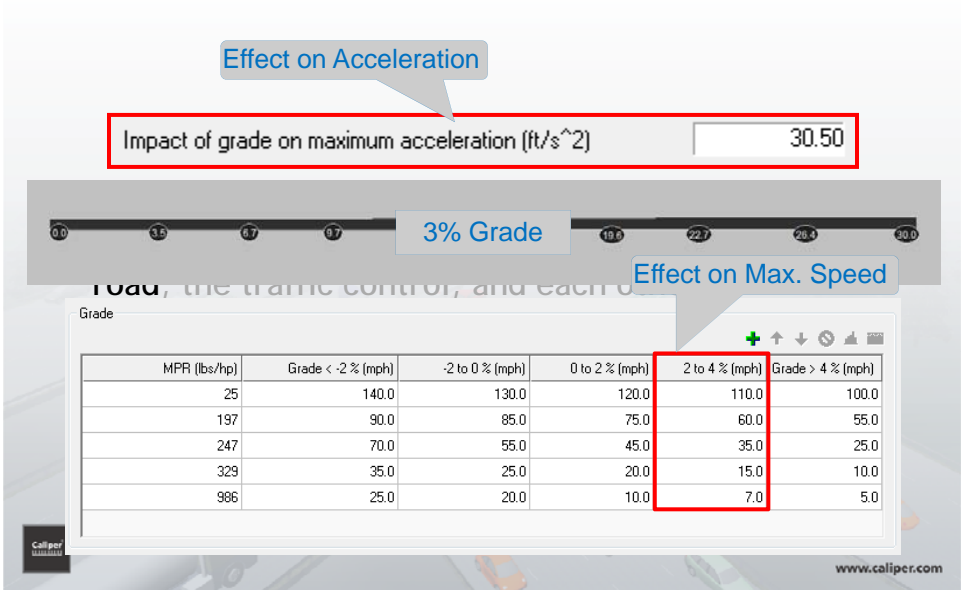 Effect on Acceleration
Impact of grade on maximum acceleration (ft/s^2) 30.50
0.0 3.5 6.7 9.7 3% Grade 19.6 22.7 26.4 30.0
Effect on Max. Speed
road, the traffic control, and each
Grade
MPR (lbs/hp) Grade < -2 % (mph) -2 to 0 % (mph) 0 to 2 % (mph) 2 to 4 % (mph) Grade > 4 % (mph)
25 140.0 130.0 120.0 110.0 100.0
197 90.0 85.0 75.0 60.0 55.0
247 70.0 55.0 45.0 35.0 25.0
329 35.0 25.0 20.0 15.0 10.0
986 25.0 20.0 10.0 7.0 5.0
Caliper
www.caliper.com